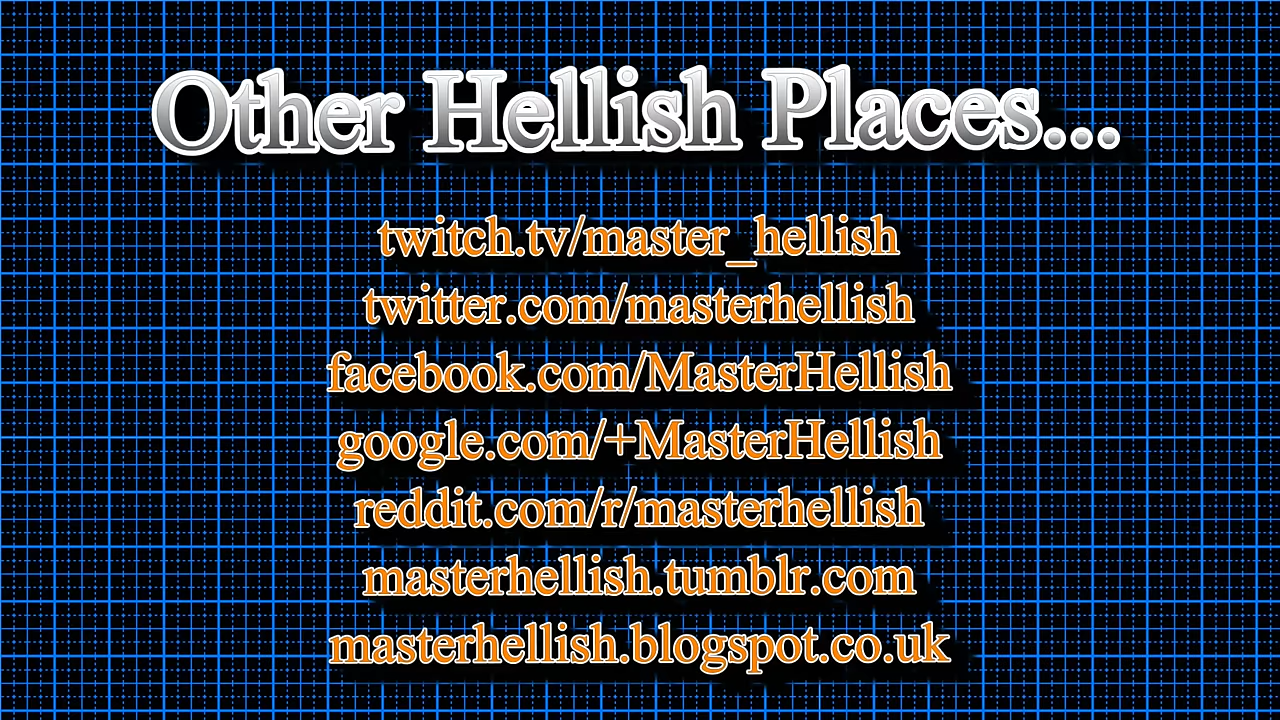 Other Hellish Places...
twitch.tv/master_hellish
twitter.com/masterhellish
facebook.com/MasterHellish
google.com/+MasterHellish
reddit.com/r/masterhellish
masterhellish.tumblr.com
masterhellish.blogspot.co.uk